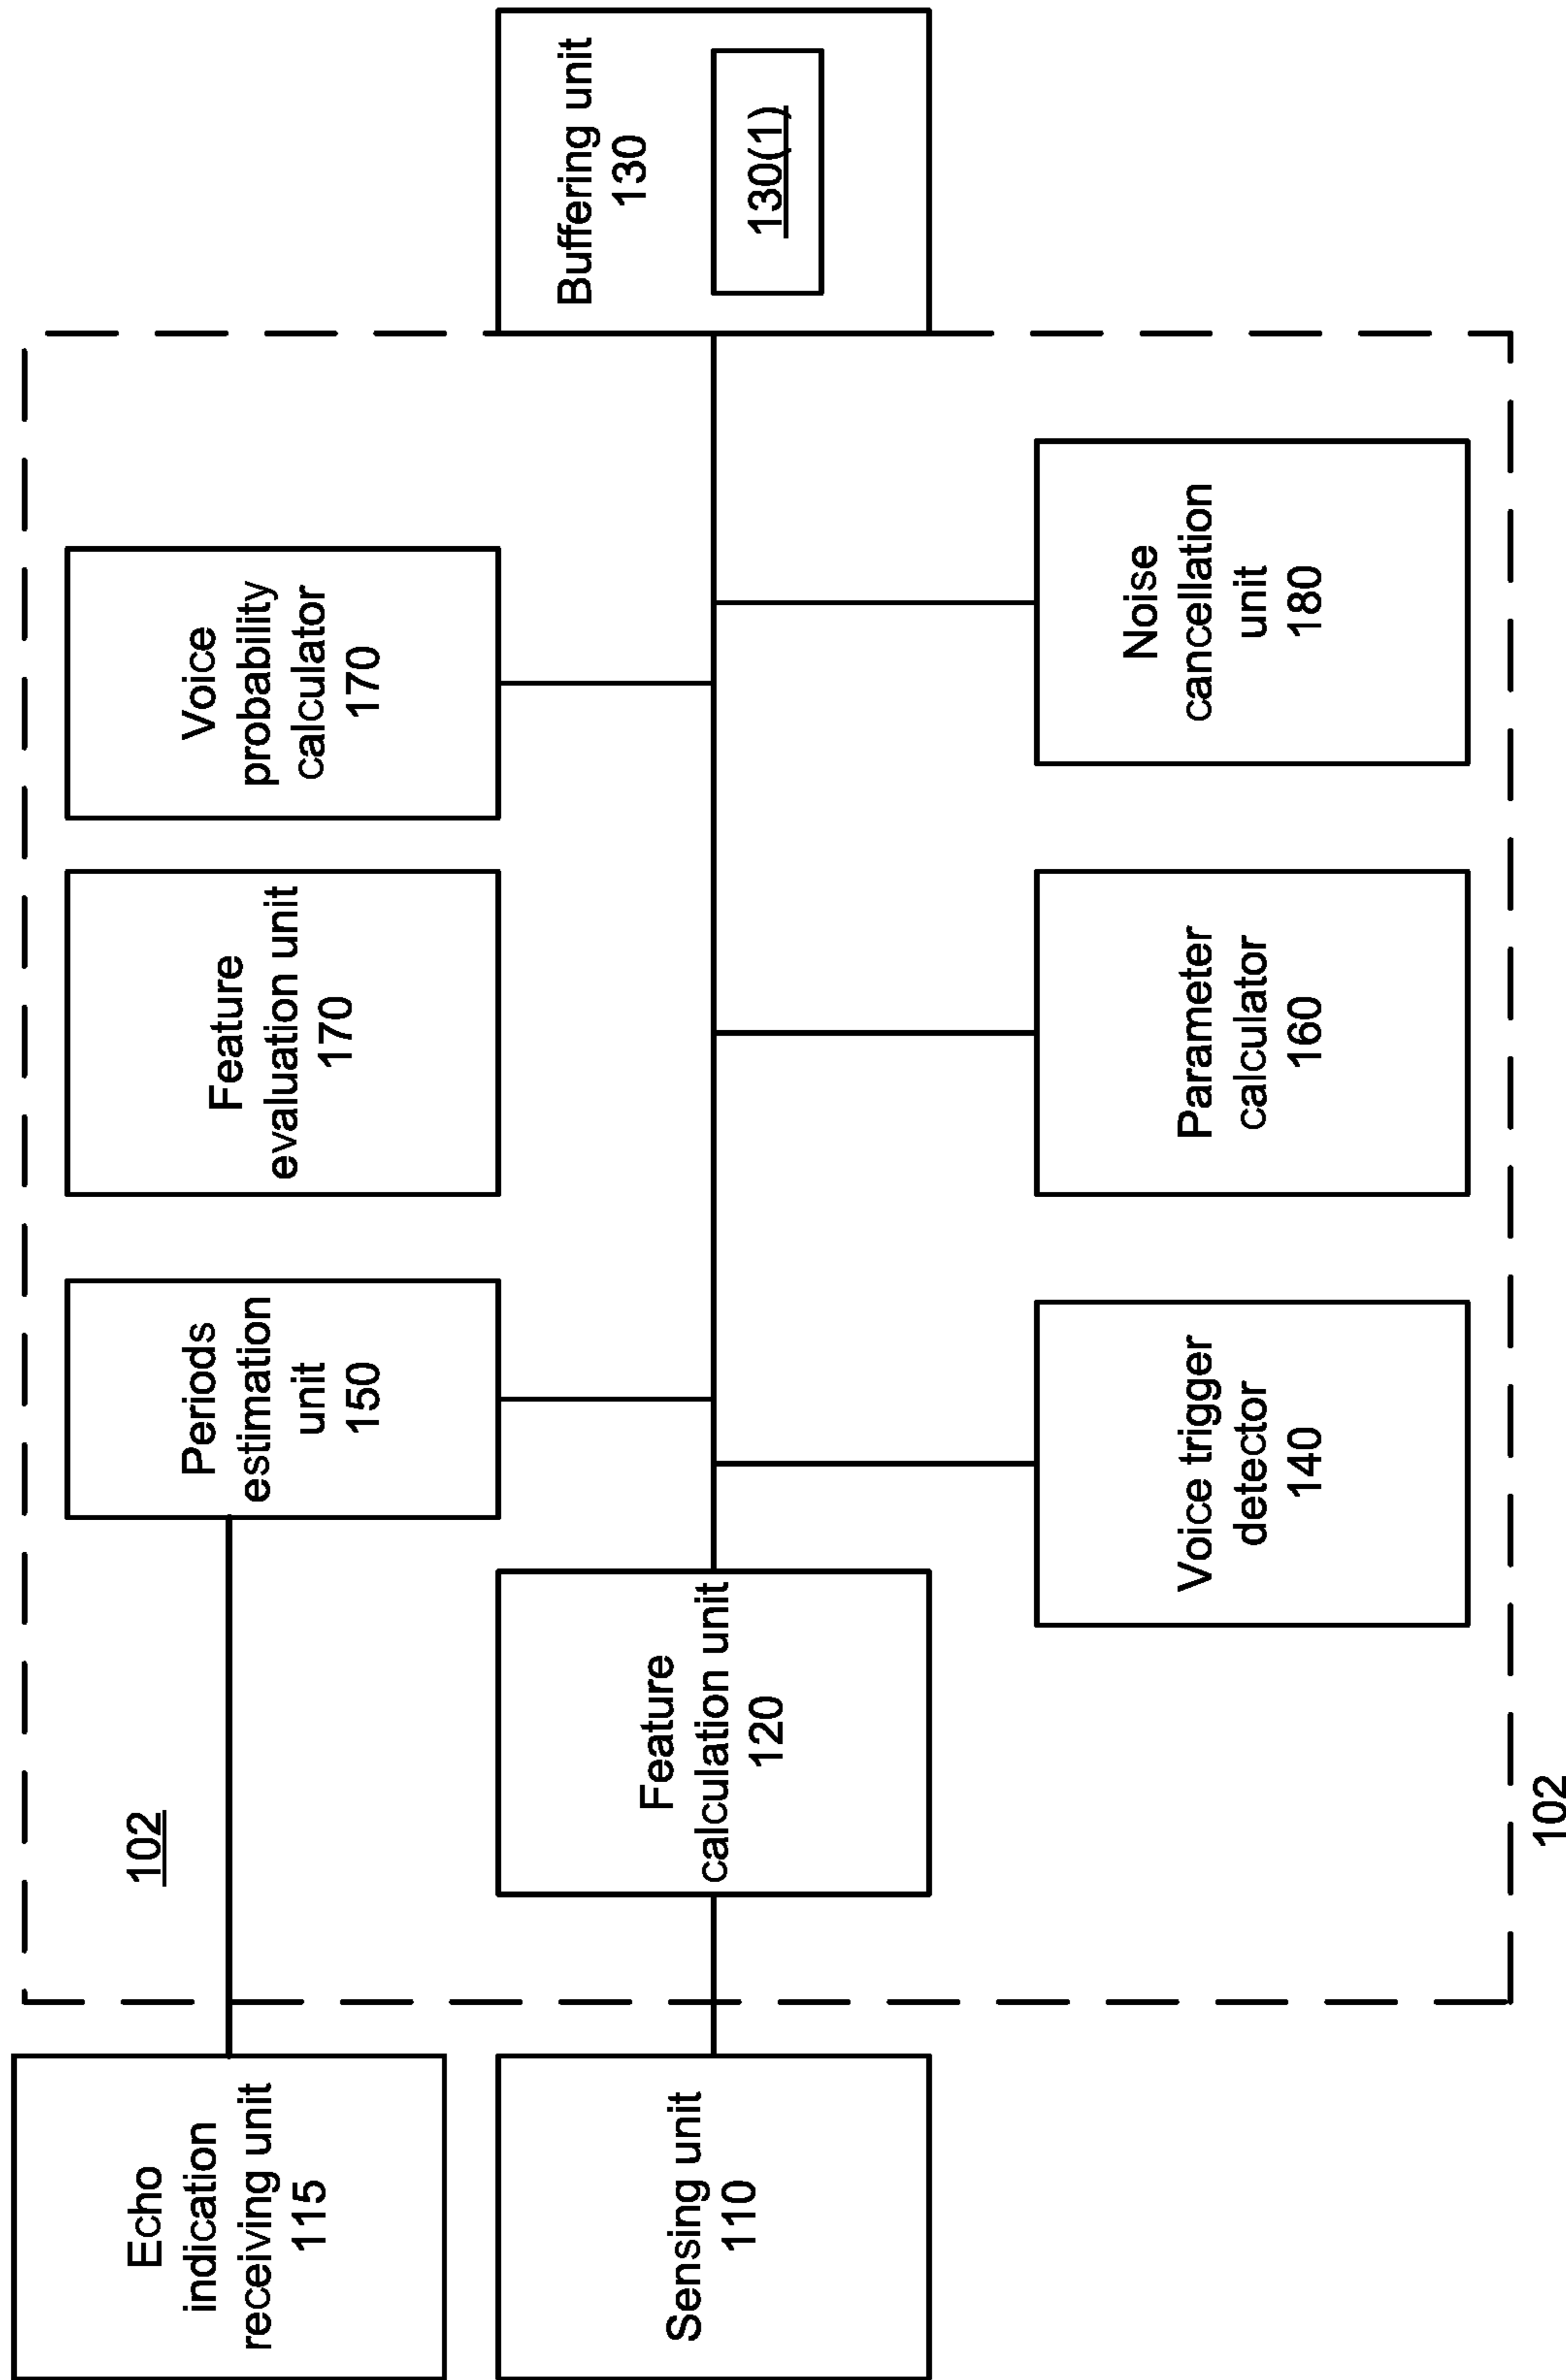 Echo
indication
receiving unit
115
Sensing unit
110
102
Feature
calculation unit
120
Periods
estimation
unit
150
Feature
evaluation unit
170
Voice
probability
calculator
170
Voice trigger
detector
140
Parameter
calculator
160
Noise
cancellation
unit
180
Buffering unit
130
130(1)
102